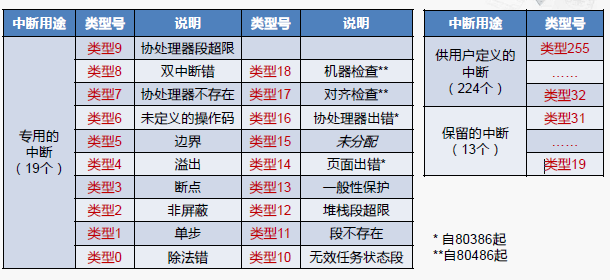 中断用途 类型号 说明 类型号 说明
专用的中断（19个） 类型9 协处理器段超限
类型8 双中断错 类型18 机器检查**
类型7 协处理器不存在 类型17 对齐检查**
类型6 未定义的操作码 类型16 协处理器出错*
类型5 边界 类型15 未分配
类型4 溢出 类型14 页面出错*
类型3 断点 类型13 一般性保护
类型2 非屏蔽 类型12 堆栈段超限
类型1 单步 类型11 段不存在
类型0 除法错 类型10 无效任务状态段
中断用途 类型号
供用户定义的中断（224个） 类型255
……
类型32
保留的中断（13个） 类型31
……
类型19
* 自80386起
**自80486起